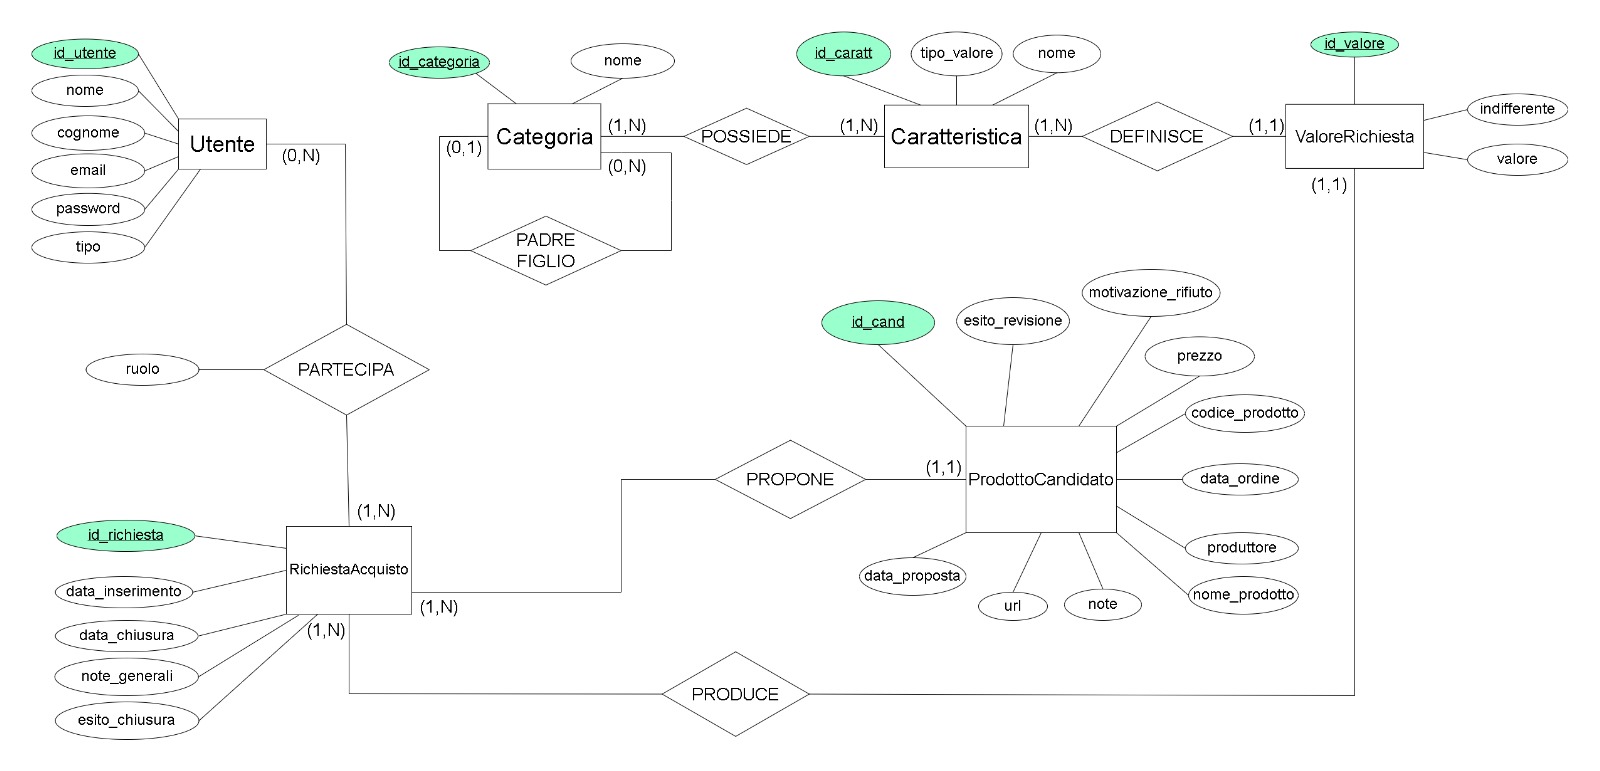 id_utente
nome
cognome
email
password
tipo
Utente
(0,N)
id_categoria
nome
Categoria
(0,1)
(1,N)
(0,N)
PADRE
FIGLIO
POSSIEDE
id_caratt
tipo_valore
nome
(1,N)
Caratteristica
(1,N)
DEFINISCE
id_valore
indifferente
valore
(1,1)
ValoreRichiesta
(1,1)
ruolo
PARTECIPA
(1,N)
id_richiesta
data_inserimento
data_chiusura
note_generali
esito_chiusura
RichiestaAcquisto
(1,N)
(1,N)
PROPONE
(1,1)
id_cand
esito_revisione
motivazione_rifiuto
prezzo
codice_prodotto
data_ordine
produttore
nome_prodotto
ProdottoCandidato
data_proposta
url
note
PRODUCE